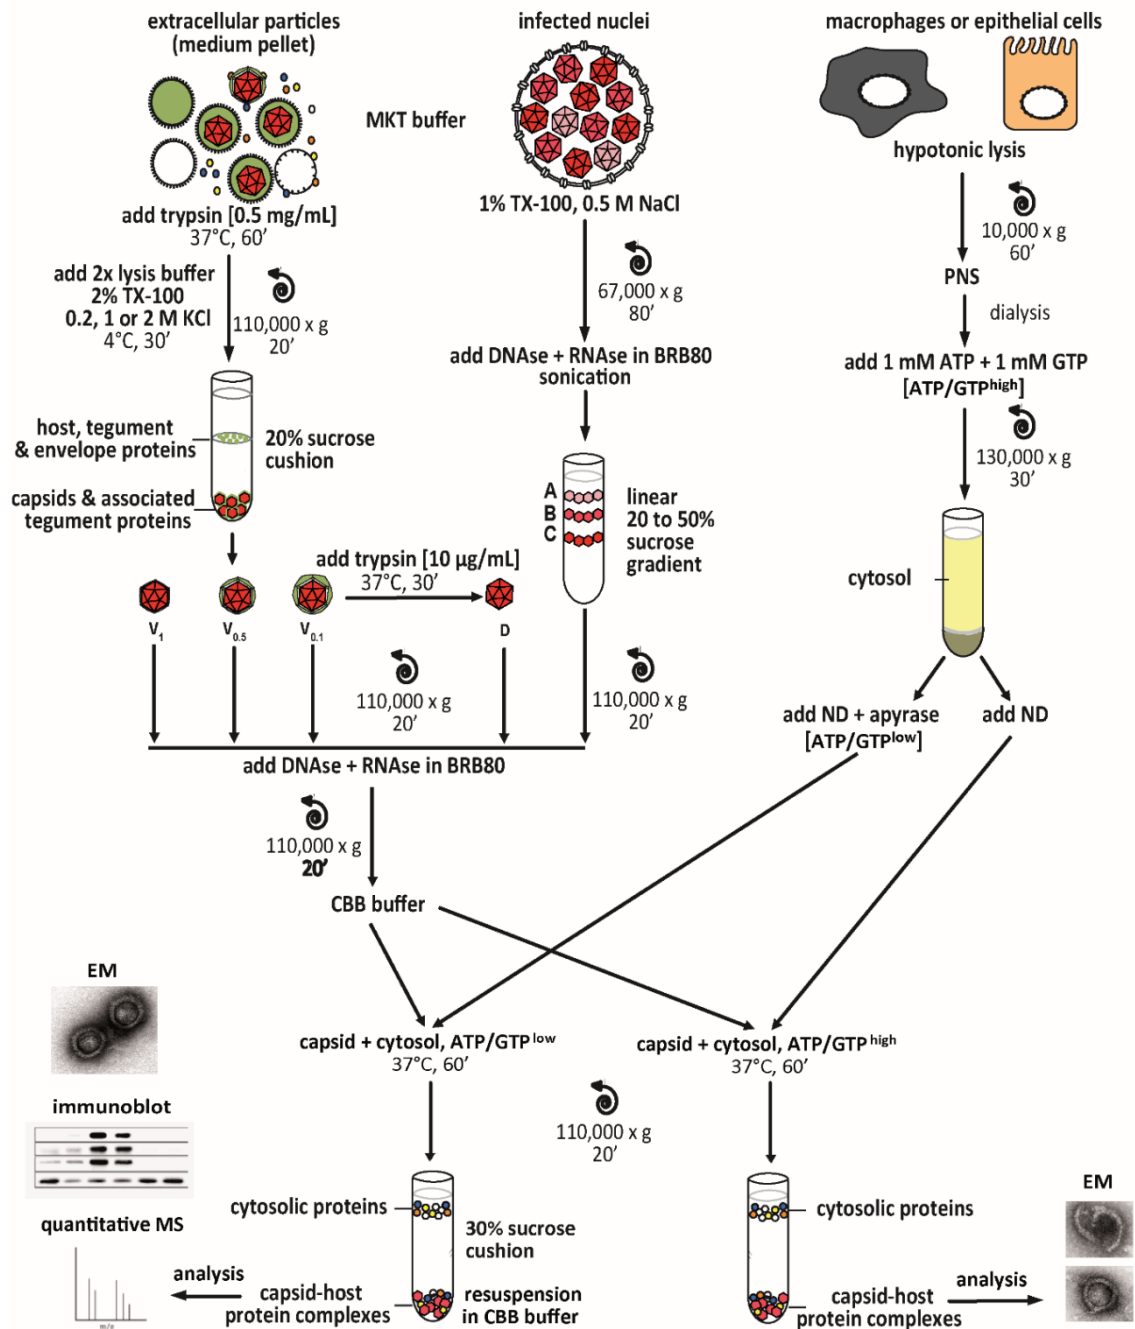 extracellular particles
(medium pellet)
infected nuclei
macrophages or epithelial cells
MKT buffer
hypotonic lysis
add trypsin [0.5 mg/mL]
37°C, 60'
1% TX-100, 0.5 M NaCl
10,000 x g
60'
add 2x lysis buffer
2% TX-100
0.2, 1 or 2 M KCl
4°C, 30'
110,000 x g
20'
67,000 x g
80'
PNS
dialysis
add DNAse + RNAse in BRB80
sonication
add 1 mM ATP + 1 mM GTP
[ATP/GTPhigh]
host, tegument
& envelope proteins
20% sucrose
cushion
130,000 x g
30'
capsids & associated
tegument proteins
A
B
C
linear
20 to 50%
sucrose
gradient
add trypsin [10 µg/mL]
37°C, 30'
cytosol
V1
V0.5
V0.1
D
110,000 x g
20'
110,000 x g
20'
add ND + apyrase
[ATP/GTPlow]
add ND
add DNAse + RNAse in BRB80
110,000 x g
20'
CBB buffer
EM
capsid + cytosol, ATP/GTPlow
37°C, 60'
capsid + cytosol, ATP/GTPhigh
37°C, 60'
immunoblot
110,000 x g
20'
quantitative MS
cytosolic proteins
30% sucrose
cushion
cytosolic proteins
EM
analysis
capsid-host
protein complexes
resuspension
in CBB buffer
capsid-host
protein complexes
analysis
m/z